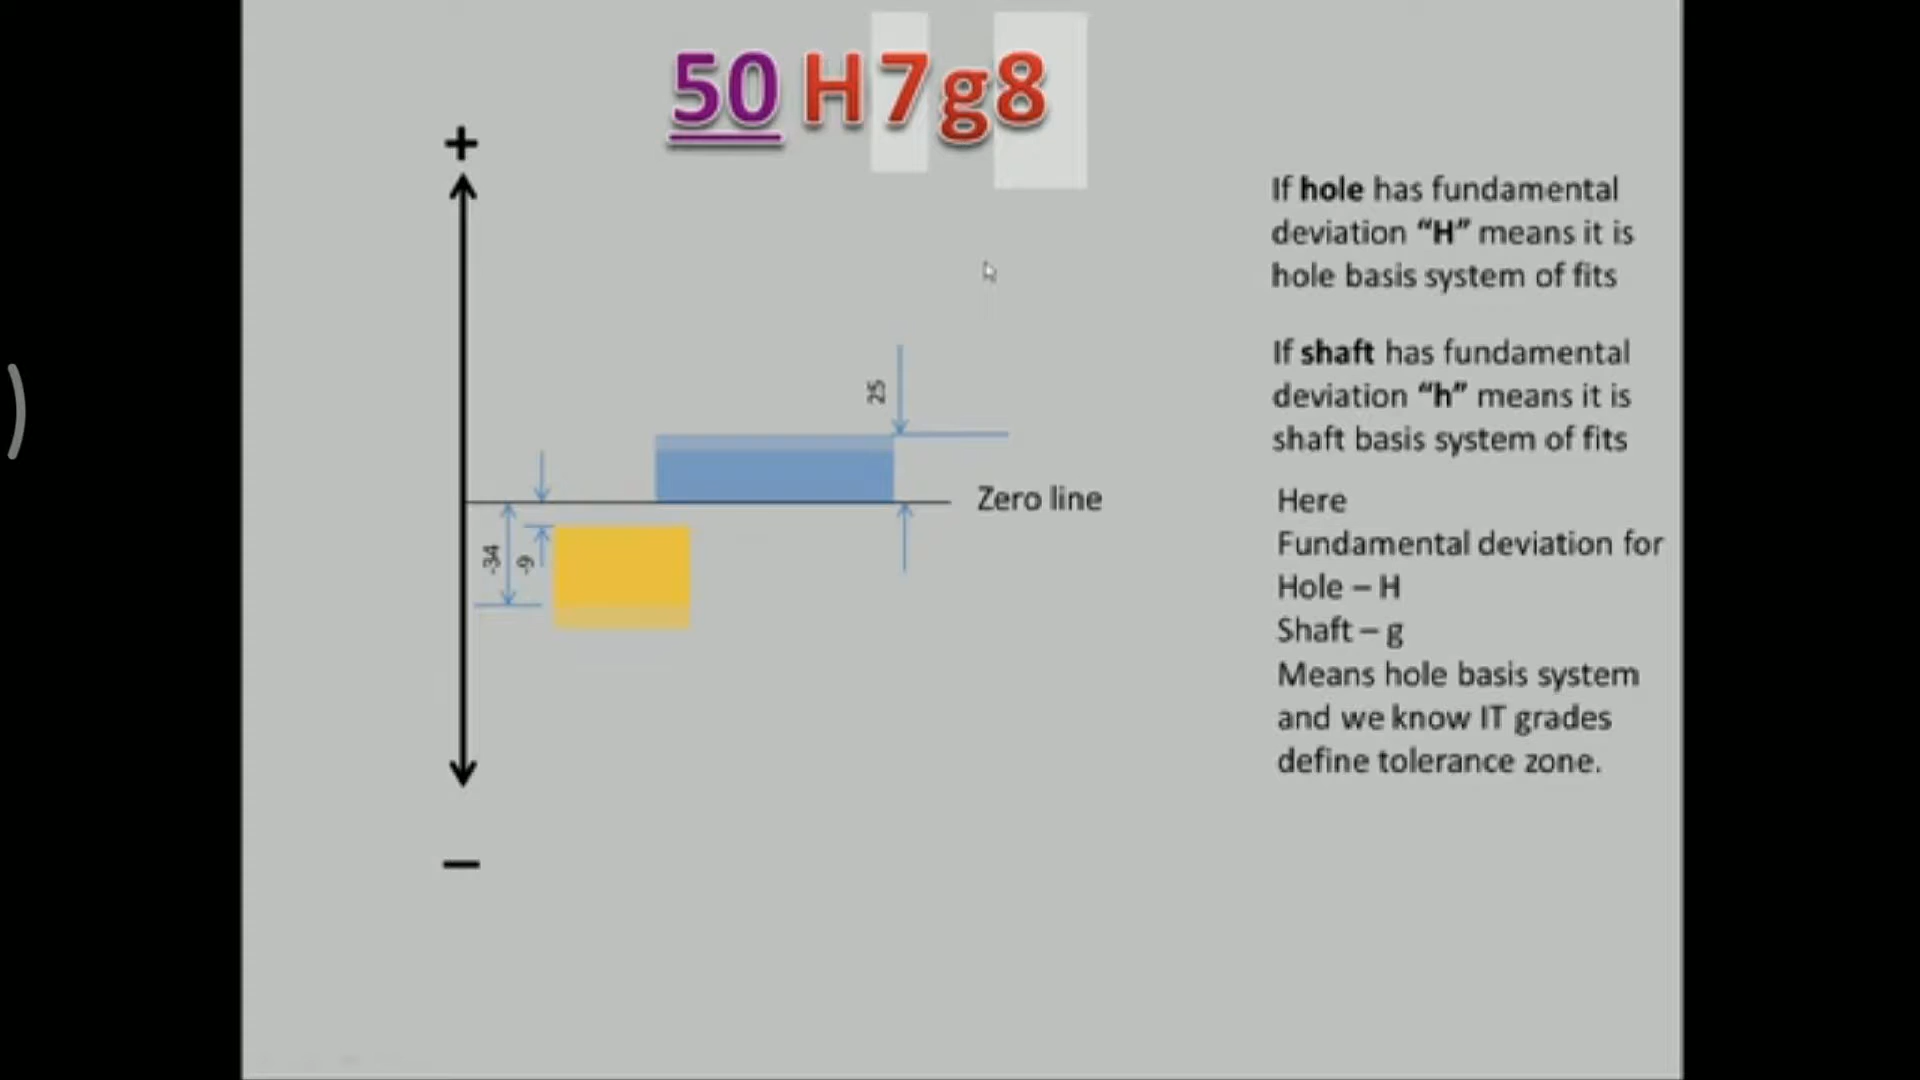 50 H7g8
+
If hole has fundamental
deviation “H” means it is
hole basis system of fits
If shaft has fundamental
deviation “h” means it is
shaft basis system of fits
25
Zero line
-34
-9
Here
Fundamental deviation for
Hole – H
Shaft – g
Means hole basis system
and we know IT grades
define tolerance zone.
–